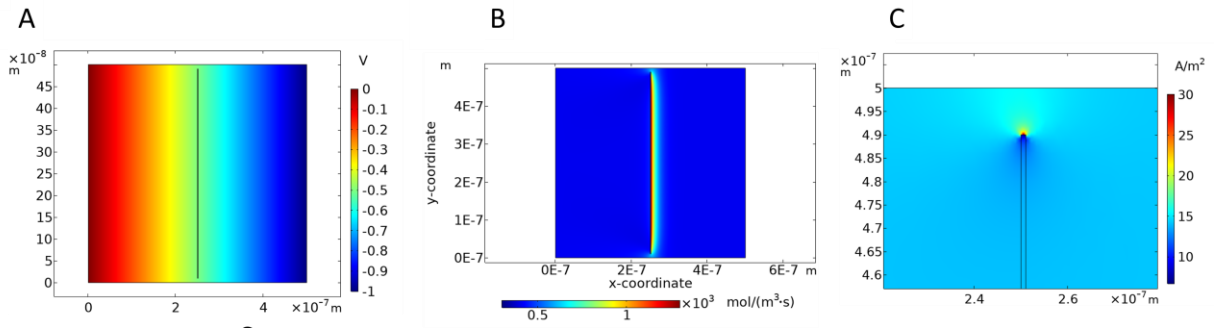 A
B
C
×10⁻⁸
m
V
45
40
35
30
25
20
15
10
5
0
0
2
4
×10⁻⁷ m
0
-0.1
-0.2
-0.3
-0.4
-0.5
-0.6
-0.7
-0.8
-0.9
-1
m
4E-7
3E-7
2E-7
1E-7
0E-7
y-coordinate
0E-7 2E-7 4E-7 6E-7 m
x-coordinate
0.5 1 ×10³ mol/(m³·s)
×10⁻⁷
m
A/m²
5
4.95
4.9
4.85
4.8
4.75
4.7
4.65
4.6
2.4 2.6 ×10⁻⁷ m
30
25
20
15
10